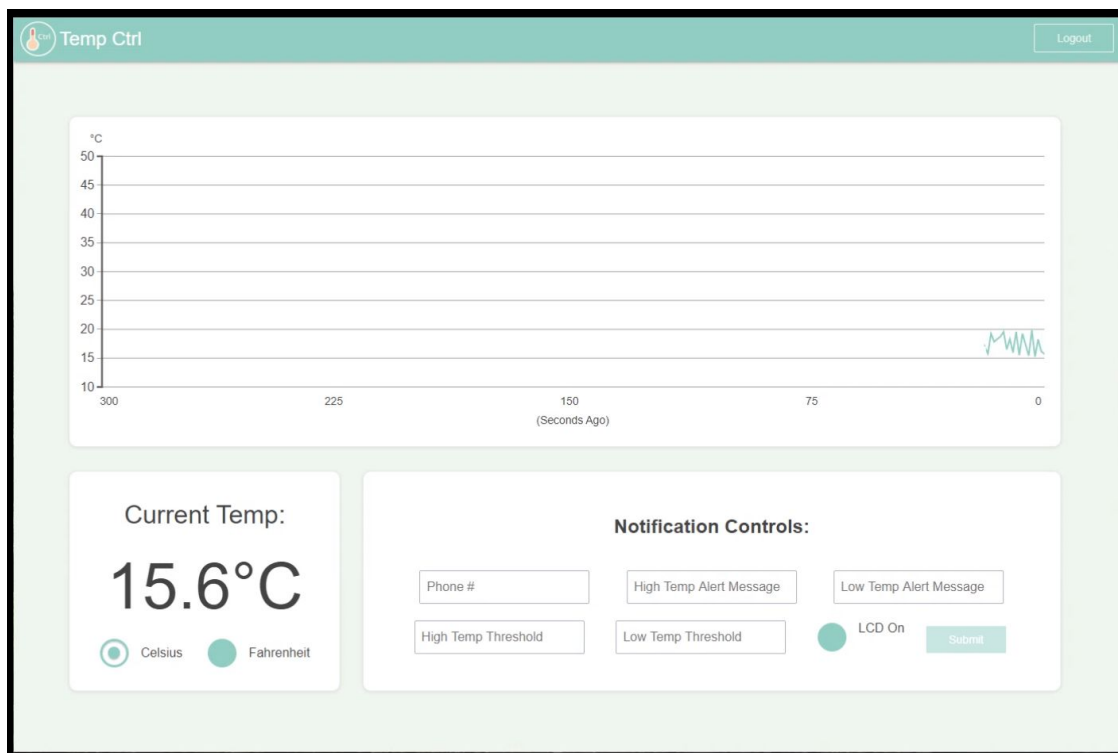 Ctrl Temp Ctrl
Logout
°C
50
45
40
35
30
25
20
15
10
300 225 150 75 0
(Seconds Ago)
Current Temp:
15.6°C
Celsius Fahrenheit
Notification Controls:
Phone # High Temp Alert Message Low Temp Alert Message
High Temp Threshold Low Temp Threshold LCD On Submit